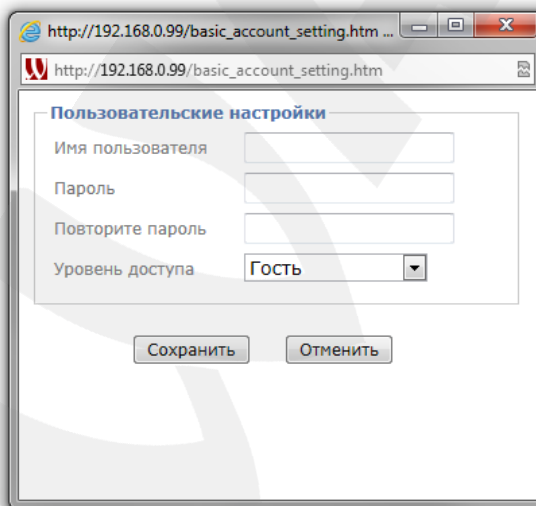 http://192.168.0.99/basic_account_setting.htm ...
http://192.168.0.99/basic_account_setting.htm
Пользовательские настройки
Имя пользователя
Пароль
Повторите пароль
Уровень доступа Гость
Сохранить Отменить